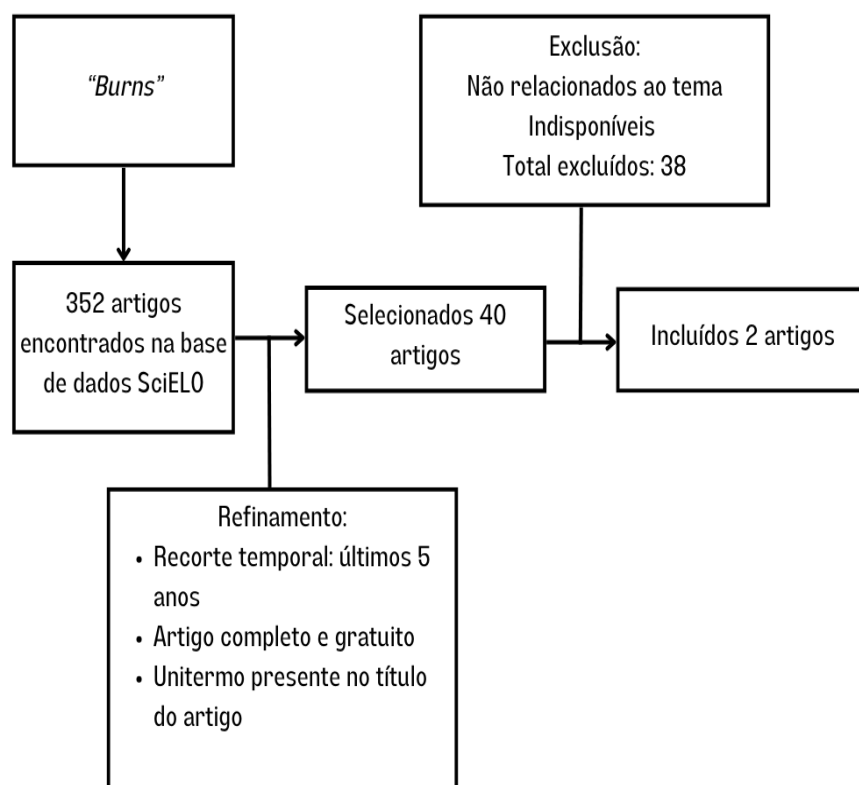 “Burns”
Exclusão:
Não relacionados ao tema
Indisponíveis
Total excluídos: 38
352 artigos
encontrados na base
de dados SciELO
Selecionados 40
artigos
Incluídos 2 artigos
Refinamento:
• Recorte temporal: últimos 5
anos
• Artigo completo e gratuito
• Unitermo presente no título
do artigo